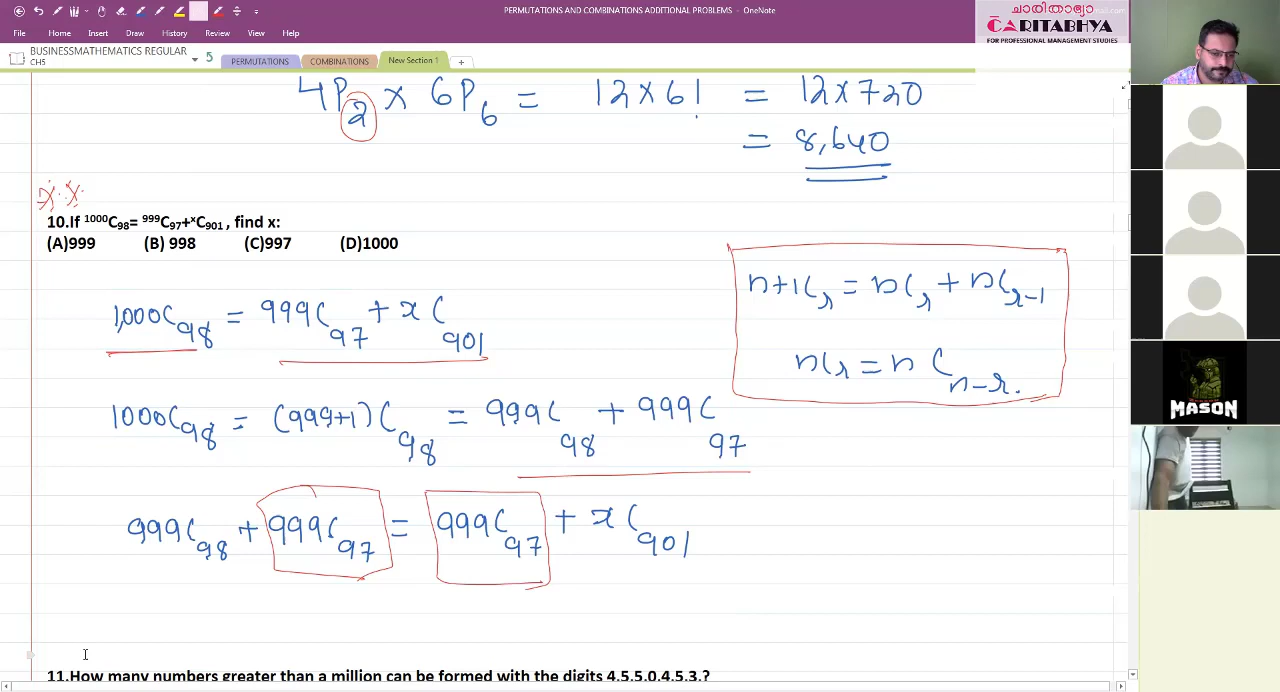 PERMUTATIONS AND COMBINATIONS ADDITIONAL PROBLEMS - OneNote
ചാരിതാഭ്യാ
CARITABHYA
FOR PROFESSIONAL MANAGEMENT STUDIES
File Home Insert Draw History Review View Help
BUSINESSMATHEMATICS REGULAR
CH5
PERMUTATIONS COMBINATIONS New Section 1 +
4P₂ × 6P₆ = 12×6! = 12×720
= 8,640
10.If ¹⁰⁰⁰C₉₈= ⁹⁹⁹C₉₇+ˣC₉₀₁ , find x:
(A)999 (B) 998 (C)997 (D)1000
n+1Cᵣ = nCᵣ + nCᵣ₋₁
1,000C₉₈ = 999C₉₇ + xC₉₀₁
nCᵣ = nCₙ₋ᵣ.
1000C₉₈ = (999+1)C₉₈ = 999C₉₈ + 999C₉₇
999C₉₈ + 999C₉₇ = 999C₉₇ + xC₉₀₁
MASON
11.How many numbers greater than a million can be formed with the digits 4,5,5,0,4,5,3,?